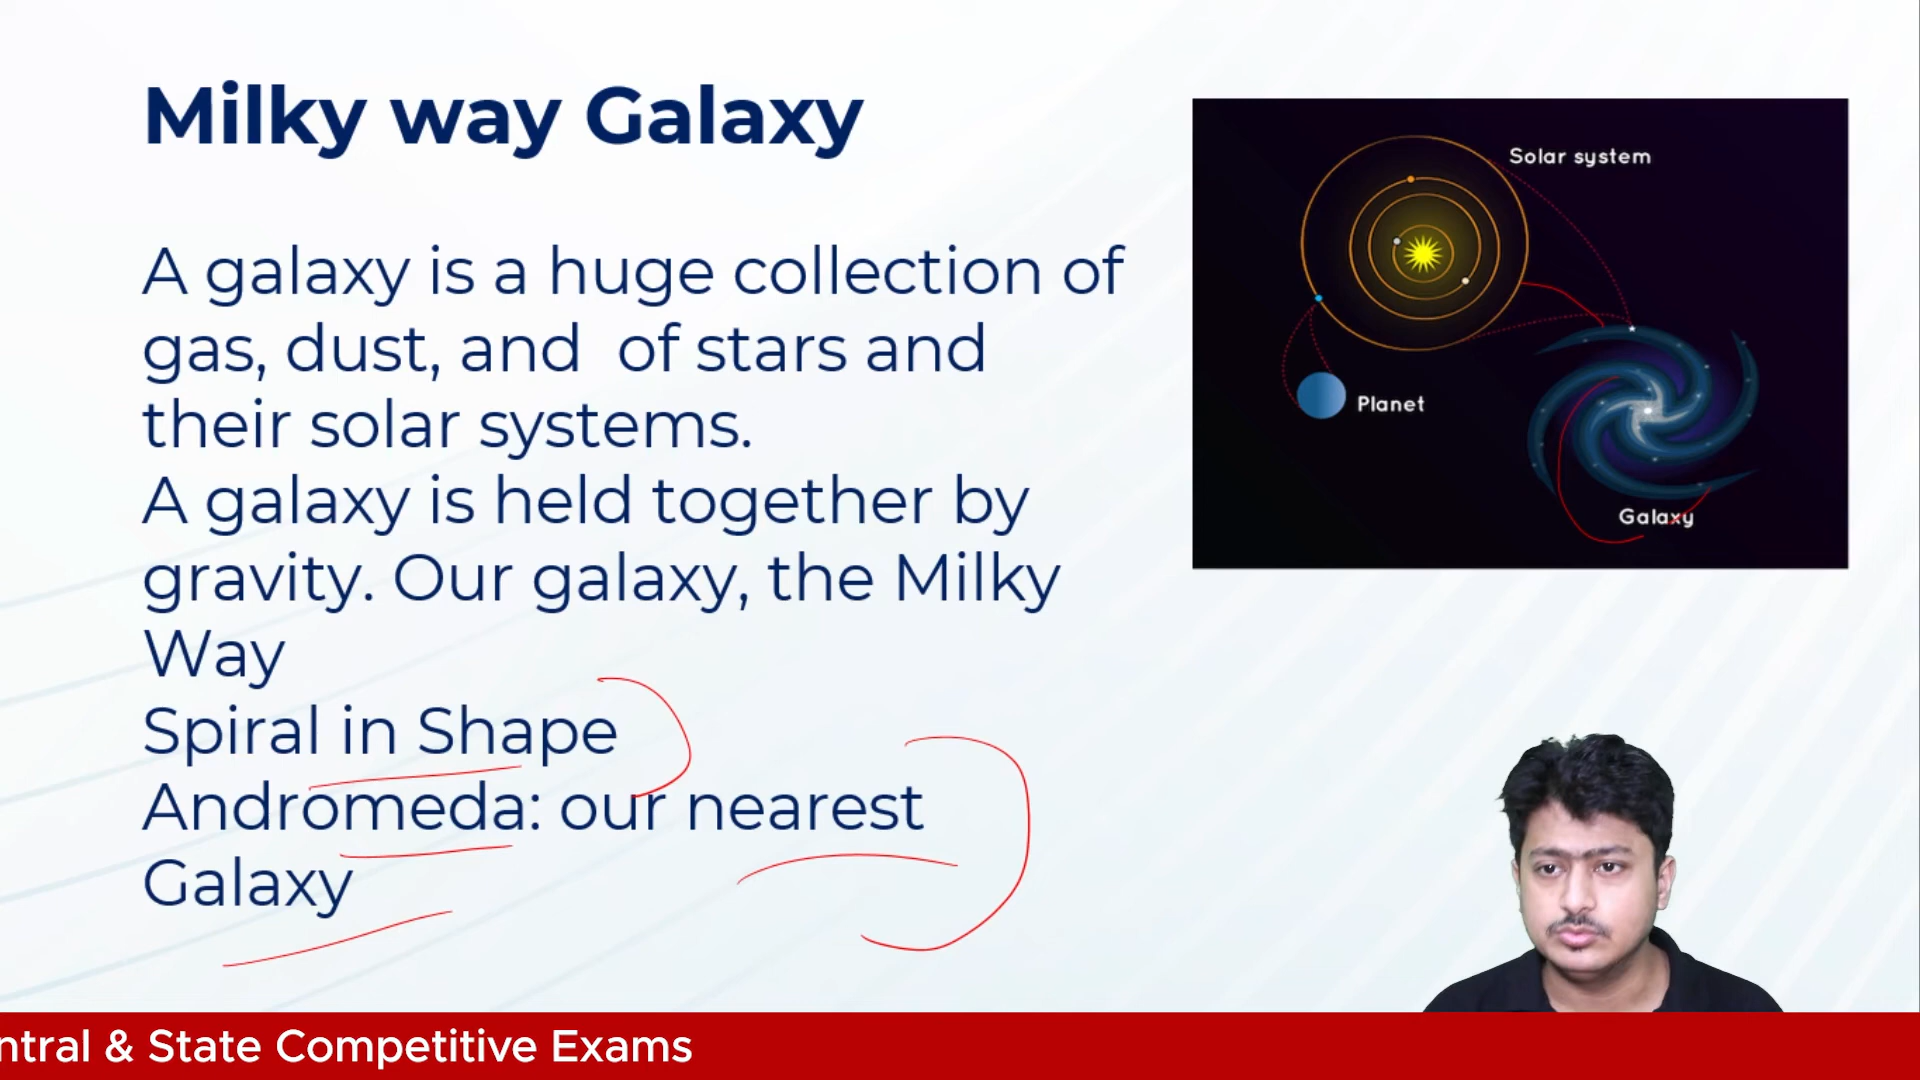 Milky way Galaxy
A galaxy is a huge collection of
gas, dust, and of stars and
their solar systems.
A galaxy is held together by
gravity. Our galaxy, the Milky
Way
Spiral in Shape
Andromeda: our nearest
Galaxy
Solar system
Planet
Galaxy
ntral & State Competitive Exams